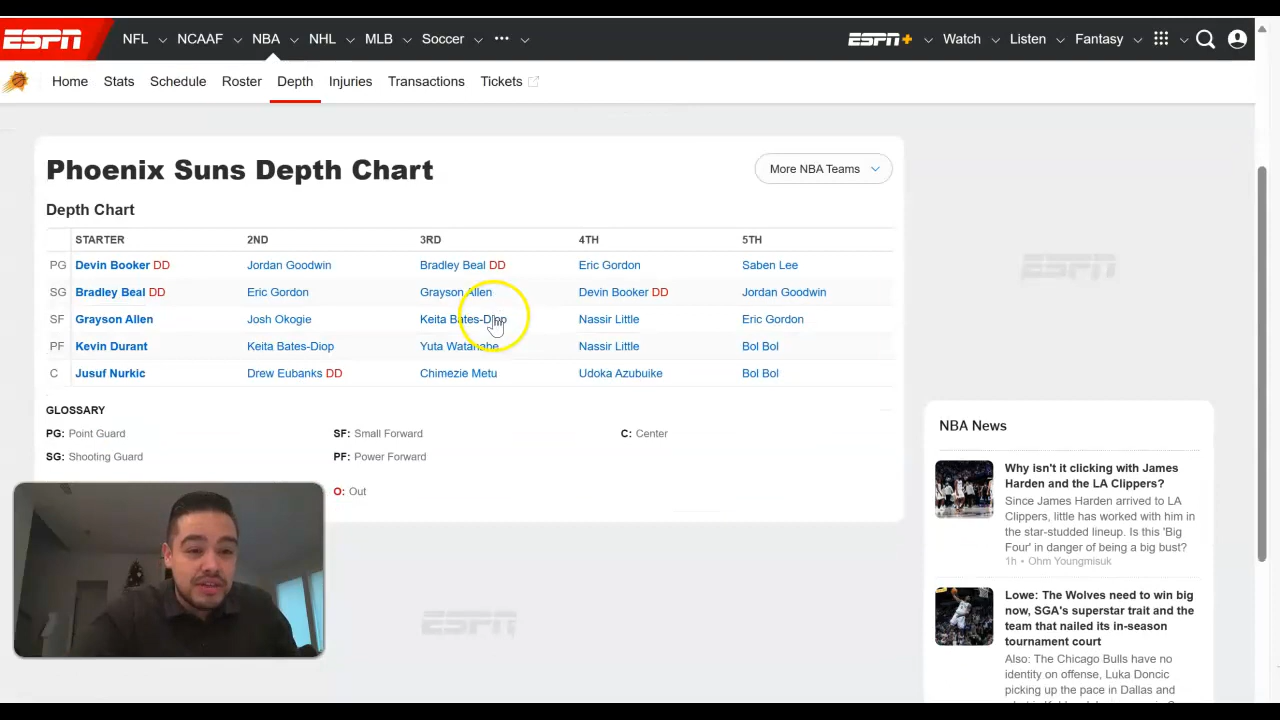 ESPN NFL NCAAF NBA NHL MLB Soccer ••• ESPN+ Watch Listen Fantasy
Home Stats Schedule Roster Depth Injuries Transactions Tickets
Phoenix Suns Depth Chart
More NBA Teams
Depth Chart
STARTER 2ND 3RD 4TH 5TH
PG Devin Booker DD Jordan Goodwin Bradley Beal DD Eric Gordon Saben Lee
SG Bradley Beal DD Eric Gordon Grayson Allen Devin Booker DD Jordan Goodwin
SF Grayson Allen Josh Okogie Keita Bates-Diop Nassir Little Eric Gordon
PF Kevin Durant Keita Bates-Diop Yuta Watanabe Nassir Little Bol Bol
C Jusuf Nurkic Drew Eubanks DD Chimezie Metu Udoka Azubuike Bol Bol
GLOSSARY
PG: Point Guard SF: Small Forward C: Center
SG: Shooting Guard PF: Power Forward
O: Out
ESPN
ESPN
NBA News
Why isn't it clicking with James
Harden and the LA Clippers?
Since James Harden arrived to LA
Clippers, little has worked with him in
the star-studded lineup. Is this 'Big
Four' in danger of being a big bust?
1h • Ohm Youngmisuk
Lowe: The Wolves need to win big
now, SGA's superstar trait and the
team that nailed its in-season
tournament court
Also: The Chicago Bulls have no
identity on offense, Luka Doncic
picking up the pace in Dallas and